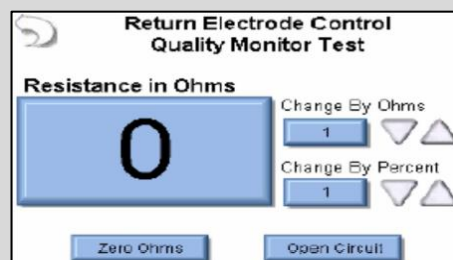 Return Electrode Control
Quality Monitor Test
Resistance in Ohms
0
Change By Ohms
1
Change By Percent
1
Zero Ohms
Open Circuit